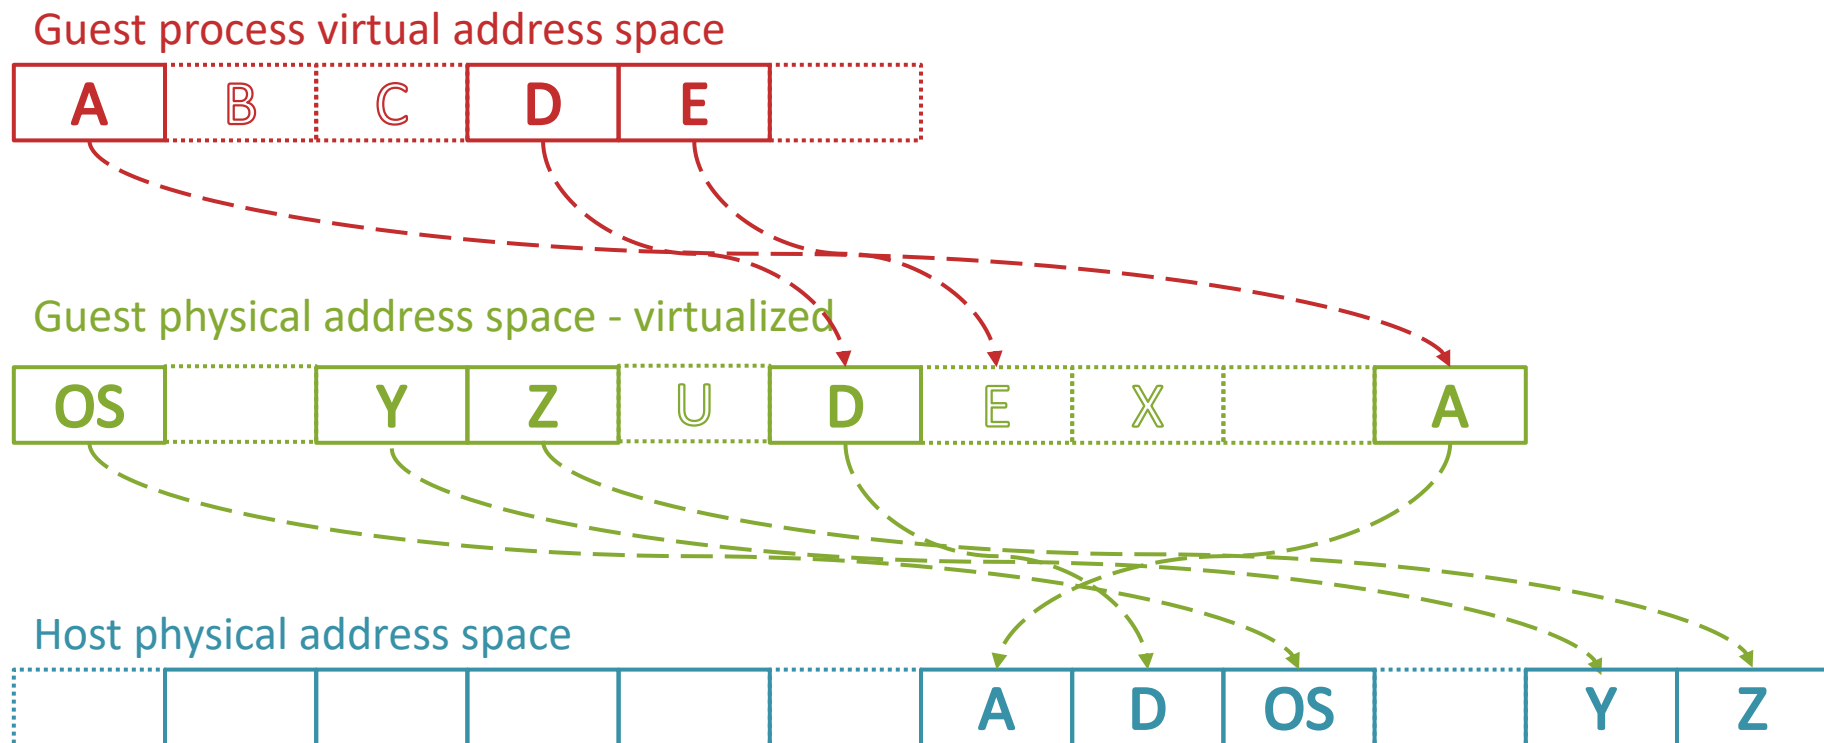 Guest process virtual address space
A B C D E
Guest physical address space - virtualized
OS Y Z U D E X A
Host physical address space
A D OS Y Z